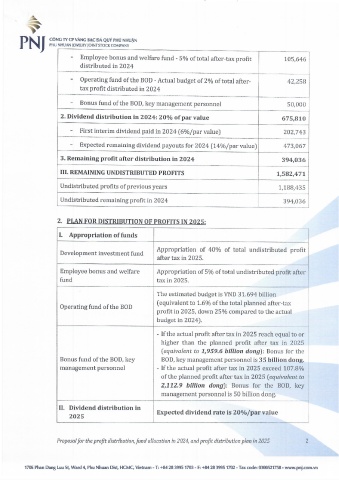 PNJ
CÔNG TY CP VÀNG BẠC ĐÁ QUÝ PHÚ NHUẬN
PHU NHUAN JEWELRY JOINT STOCK COMPANY
- Employee bonus and welfare fund - 5% of total after-tax profit 105,646
distributed in 2024
- Operating fund of the BOD - Actual budget of 2% of total after- 42,258
tax profit distributed in 2024
- Bonus fund of the BOD, key management personnel 50,000
2. Dividend distribution in 2024: 20% of par value 675,810
- First interim dividend paid in 2024 (6%/par value) 202,743
- Expected remaining dividend payouts for 2024 (14%/par value) 473,067
3. Remaining profit after distribution in 2024 394,036
III. REMAINING UNDISTRIBUTED PROFITS 1,582,471
Undistributed profits of previous years 1,188,435
Undistributed remaining profit in 2024 394,036
2. PLAN FOR DISTRIBUTION OF PROFITS IN 2025:
I. Appropriation of funds
Development investment fund
Appropriation of 40% of total undistributed profit
after tax in 2025.
Employee bonus and welfare
fund
Appropriation of 5% of total undistributed profit after
tax in 2025.
Operating fund of the BOD
The estimated budget is VND 31.694 billion
(equivalent to 1.6% of the total planned after-tax
profit in 2025, down 25% compared to the actual
budget in 2024).
Bonus fund of the BOD, key
management personnel
- If the actual profit after tax in 2025 reach equal to or
higher than the planned profit after tax in 2025
(equivalent to 1,959.6 billion dong): Bonus for the
BOD, key management personnel is 35 billion dong.
- If the actual profit after tax in 2025 exceed 107.8%
of the planned profit after tax in 2025 (equivalent to
2,112.9 billion dong): Bonus for the BOD, key
management personnel is 50 billion dong.
II. Dividend distribution in
2025
Expected dividend rate is 20%/par value
Proposal for the profit distribution, fund allocation in 2024, and profit distribution plan in 2025 2
170E Phan Dang Luu St, Ward 3, Phu Nhuan Dist, HCMC, Vietnam - T: +84 28 3995 1703 - F: +84 28 3995 1702 - Tax code: 0300521758 - www.pnj.com.vn